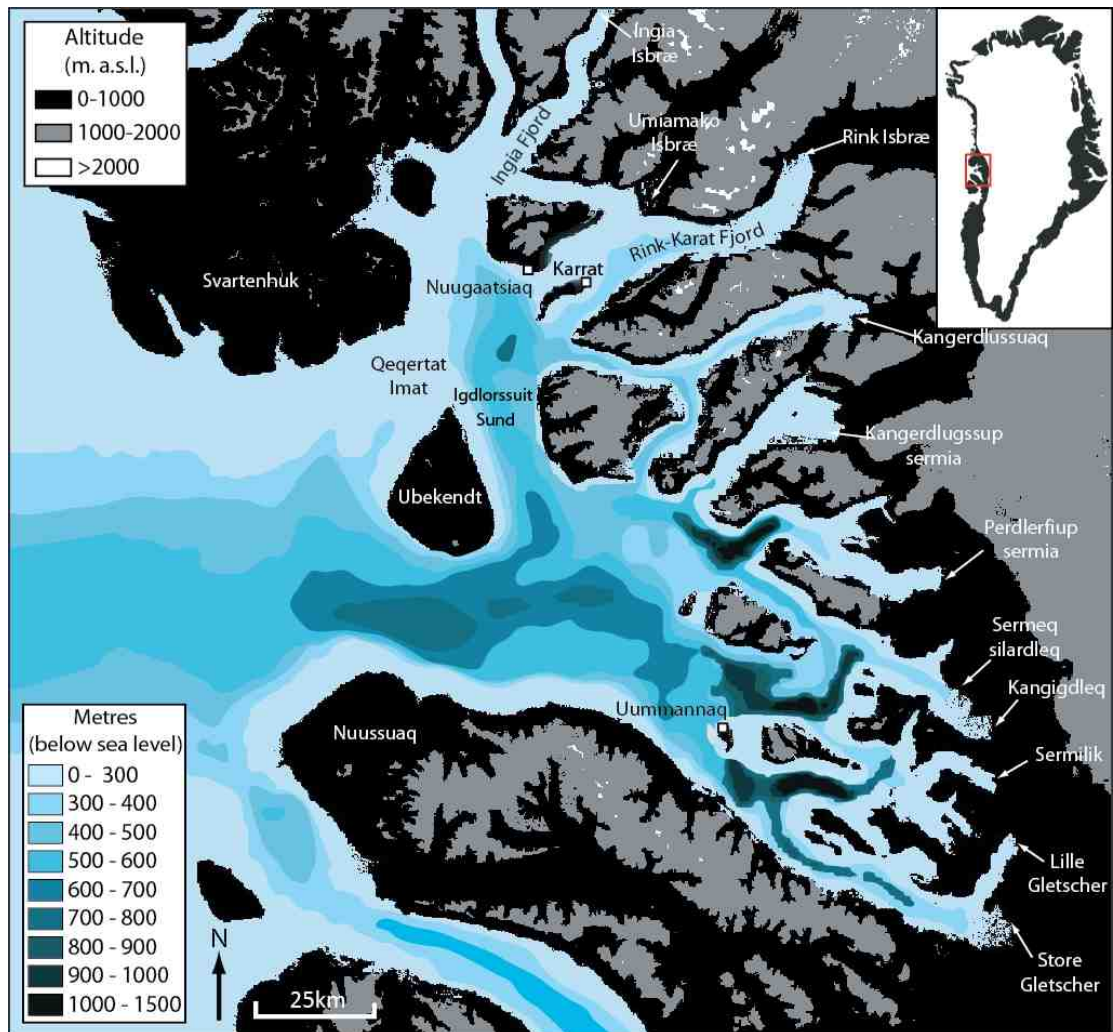 Altitude
(m. a.s.l.)
0-1000
1000-2000
>2000
Ingia
Isbræ
Umiamako
Isbræ
Rink Isbræ
Ingia Fjord
Rink-Karat Fjord
Svartenhuk
Karrat
Nuugaatsiaq
Kangerdlussuaq
Qeqertat
Imat
Igdlorssuit
Sund
Kangerdlugssup
sermia
Ubekendt
Perdlerfiup
sermia
Sermeq
silardleq
Kangigdleq
Uummannaq
Nuussuaq
Sermilik
Lille
Gletscher
Store
Gletscher
Metres
(below sea level)
0 - 300
300 - 400
400 - 500
500 - 600
600 - 700
700 - 800
800 - 900
900 - 1000
1000 - 1500
N
25km